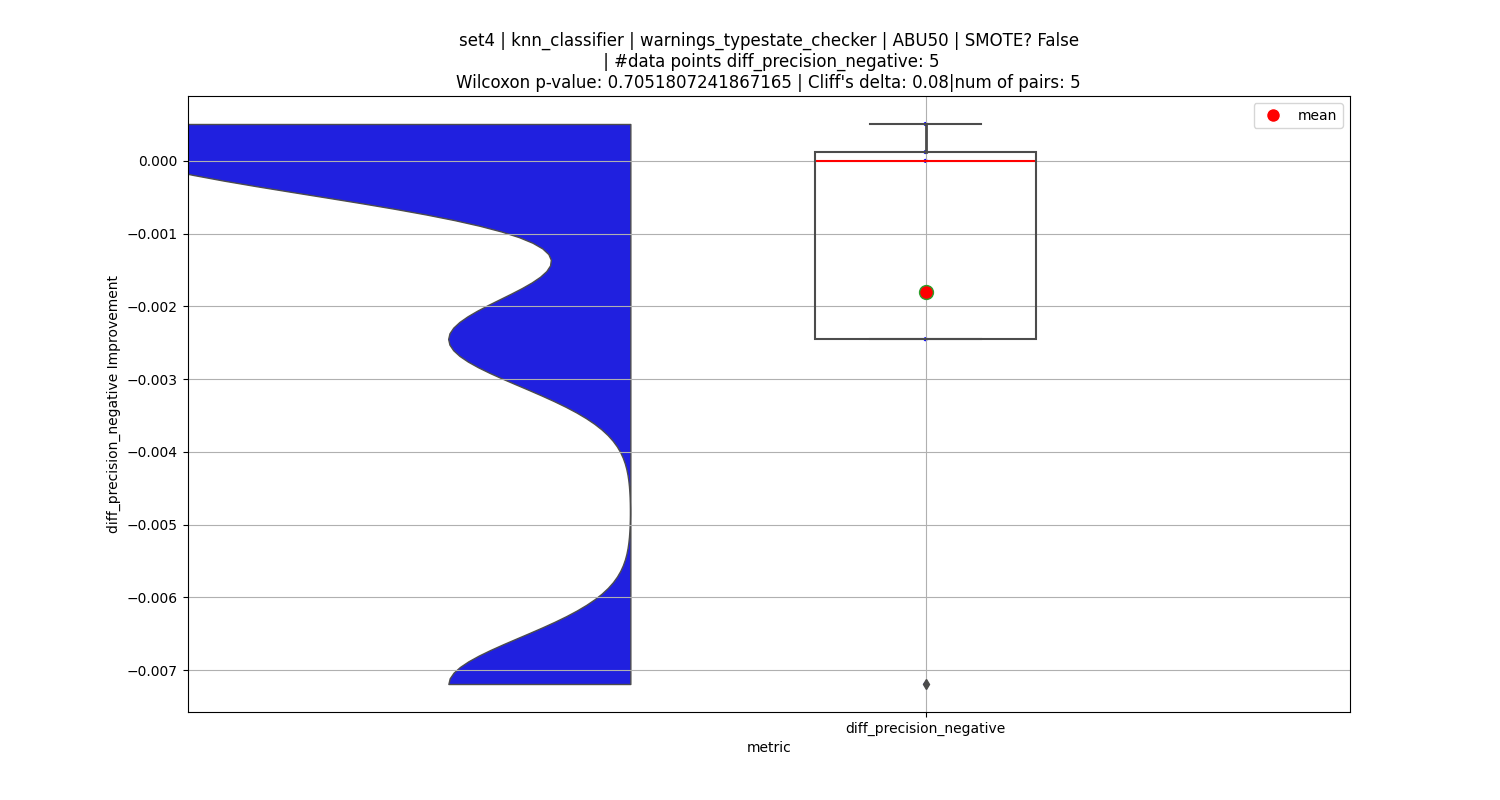 set4 | knn_classifier | warnings_typestate_checker | ABU50 | SMOTE? False
| #data points diff_precision_negative: 5
Wilcoxon p-value: 0.7051807241867165 | Cliff's delta: 0.08|num of pairs: 5
mean
0.000
−0.001
−0.002
−0.003
−0.004
−0.005
−0.006
−0.007
diff_precision_negative Improvement
diff_precision_negative
metric